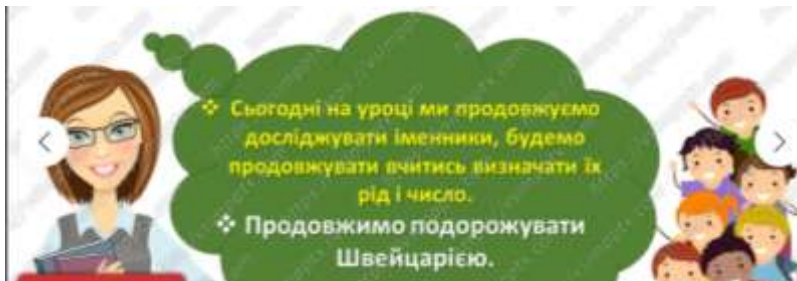 ❖ Сьогодні на уроці ми продовжуємо
досліджувати іменники, будемо
продовжувати вчитись визначати їх
рід і число.
❖ Продовжимо подорожувати
Швейцарією.